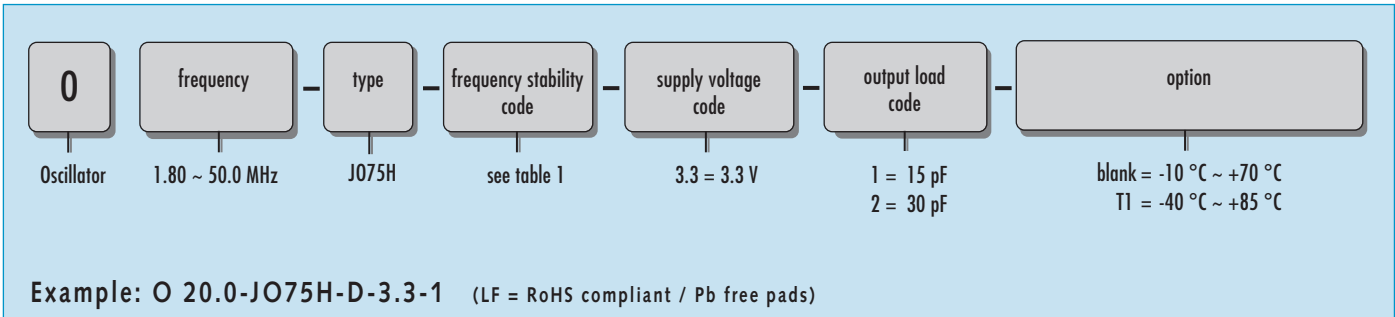 O
frequency
–
type
–
frequency stability
code
–
supply voltage
code
–
output load
code
–
option
Oscillator
1.80 ~ 50.0 MHz
JO75H
see table 1
3.3 = 3.3 V
1 = 15 pF
2 = 30 pF
blank = -10 °C ~ +70 °C
T1 = -40 °C ~ +85 °C
Example: O 20.0-JO75H-D-3.3-1 (LF = RoHS compliant / Pb free pads)